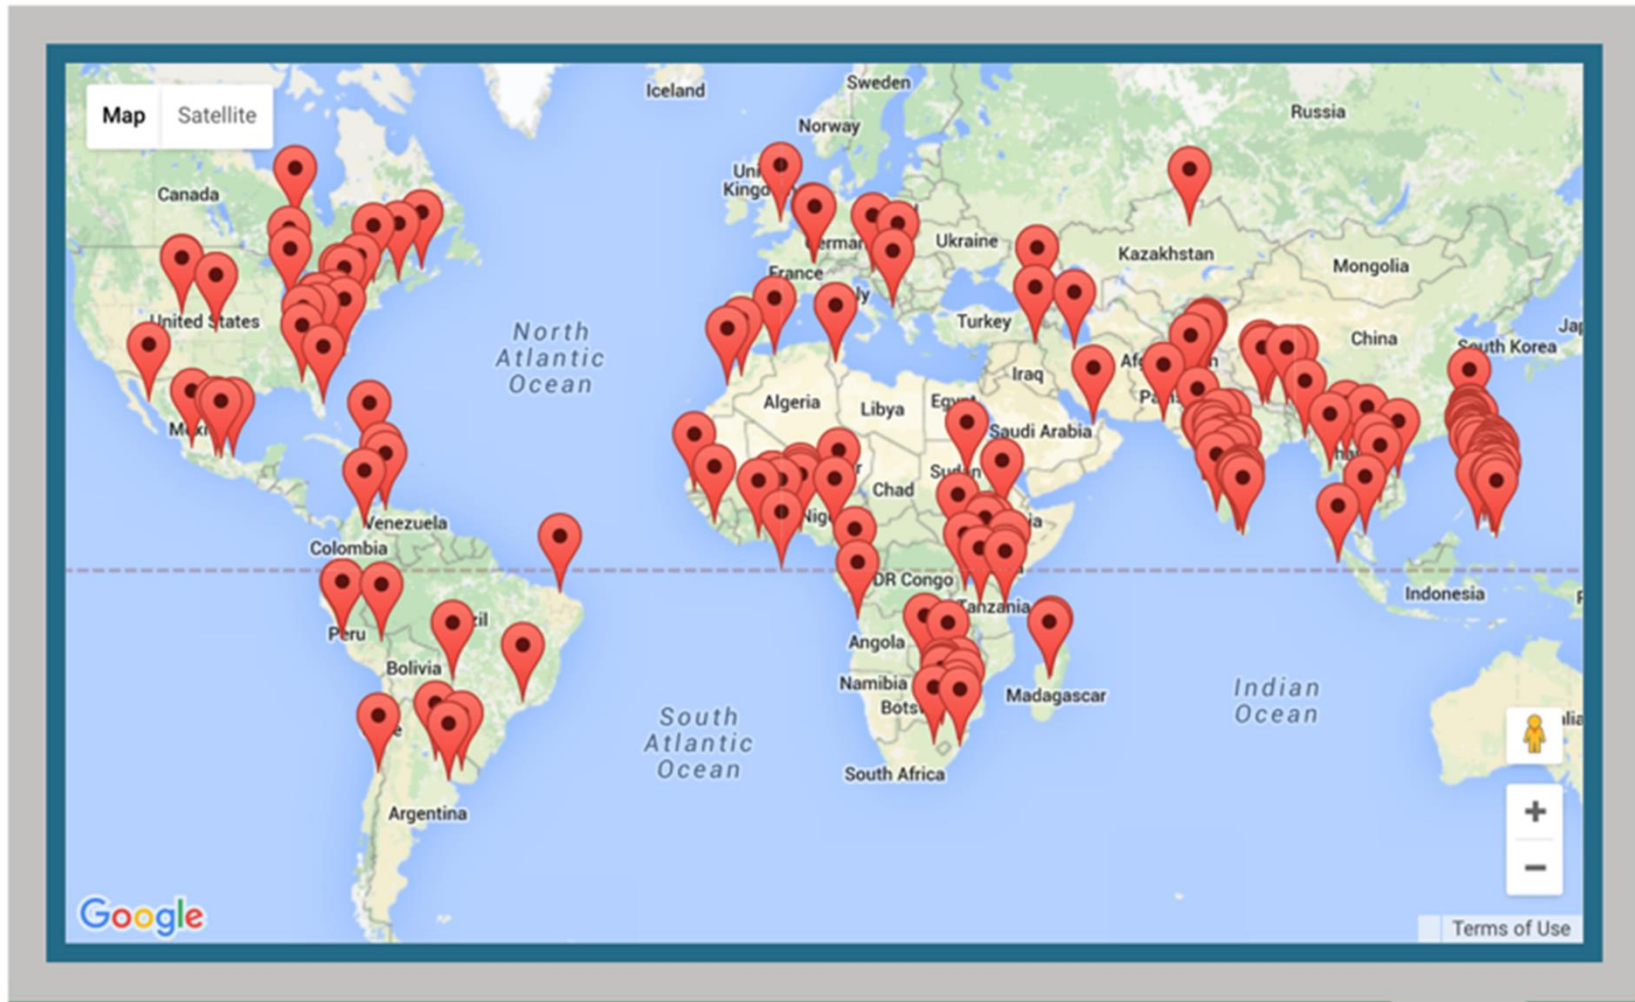 Map
Satellite
Iceland
Sweden
Norway
Russia
Canada
Ukraine
Kazakhstan
Mongolia
France
United States
Turkey
China
South Korea
North
Atlantic
Ocean
Iraq
Algeria
Libya
Saudi Arabia
Chad
Venezuela
Colombia
DR Congo
Indonesia
Tanzania
Peru
Angola
Bolivia
Namibia
Madagascar
Indian
Ocean
South
Atlantic
Ocean
South Africa
Argentina
Google
Terms of Use